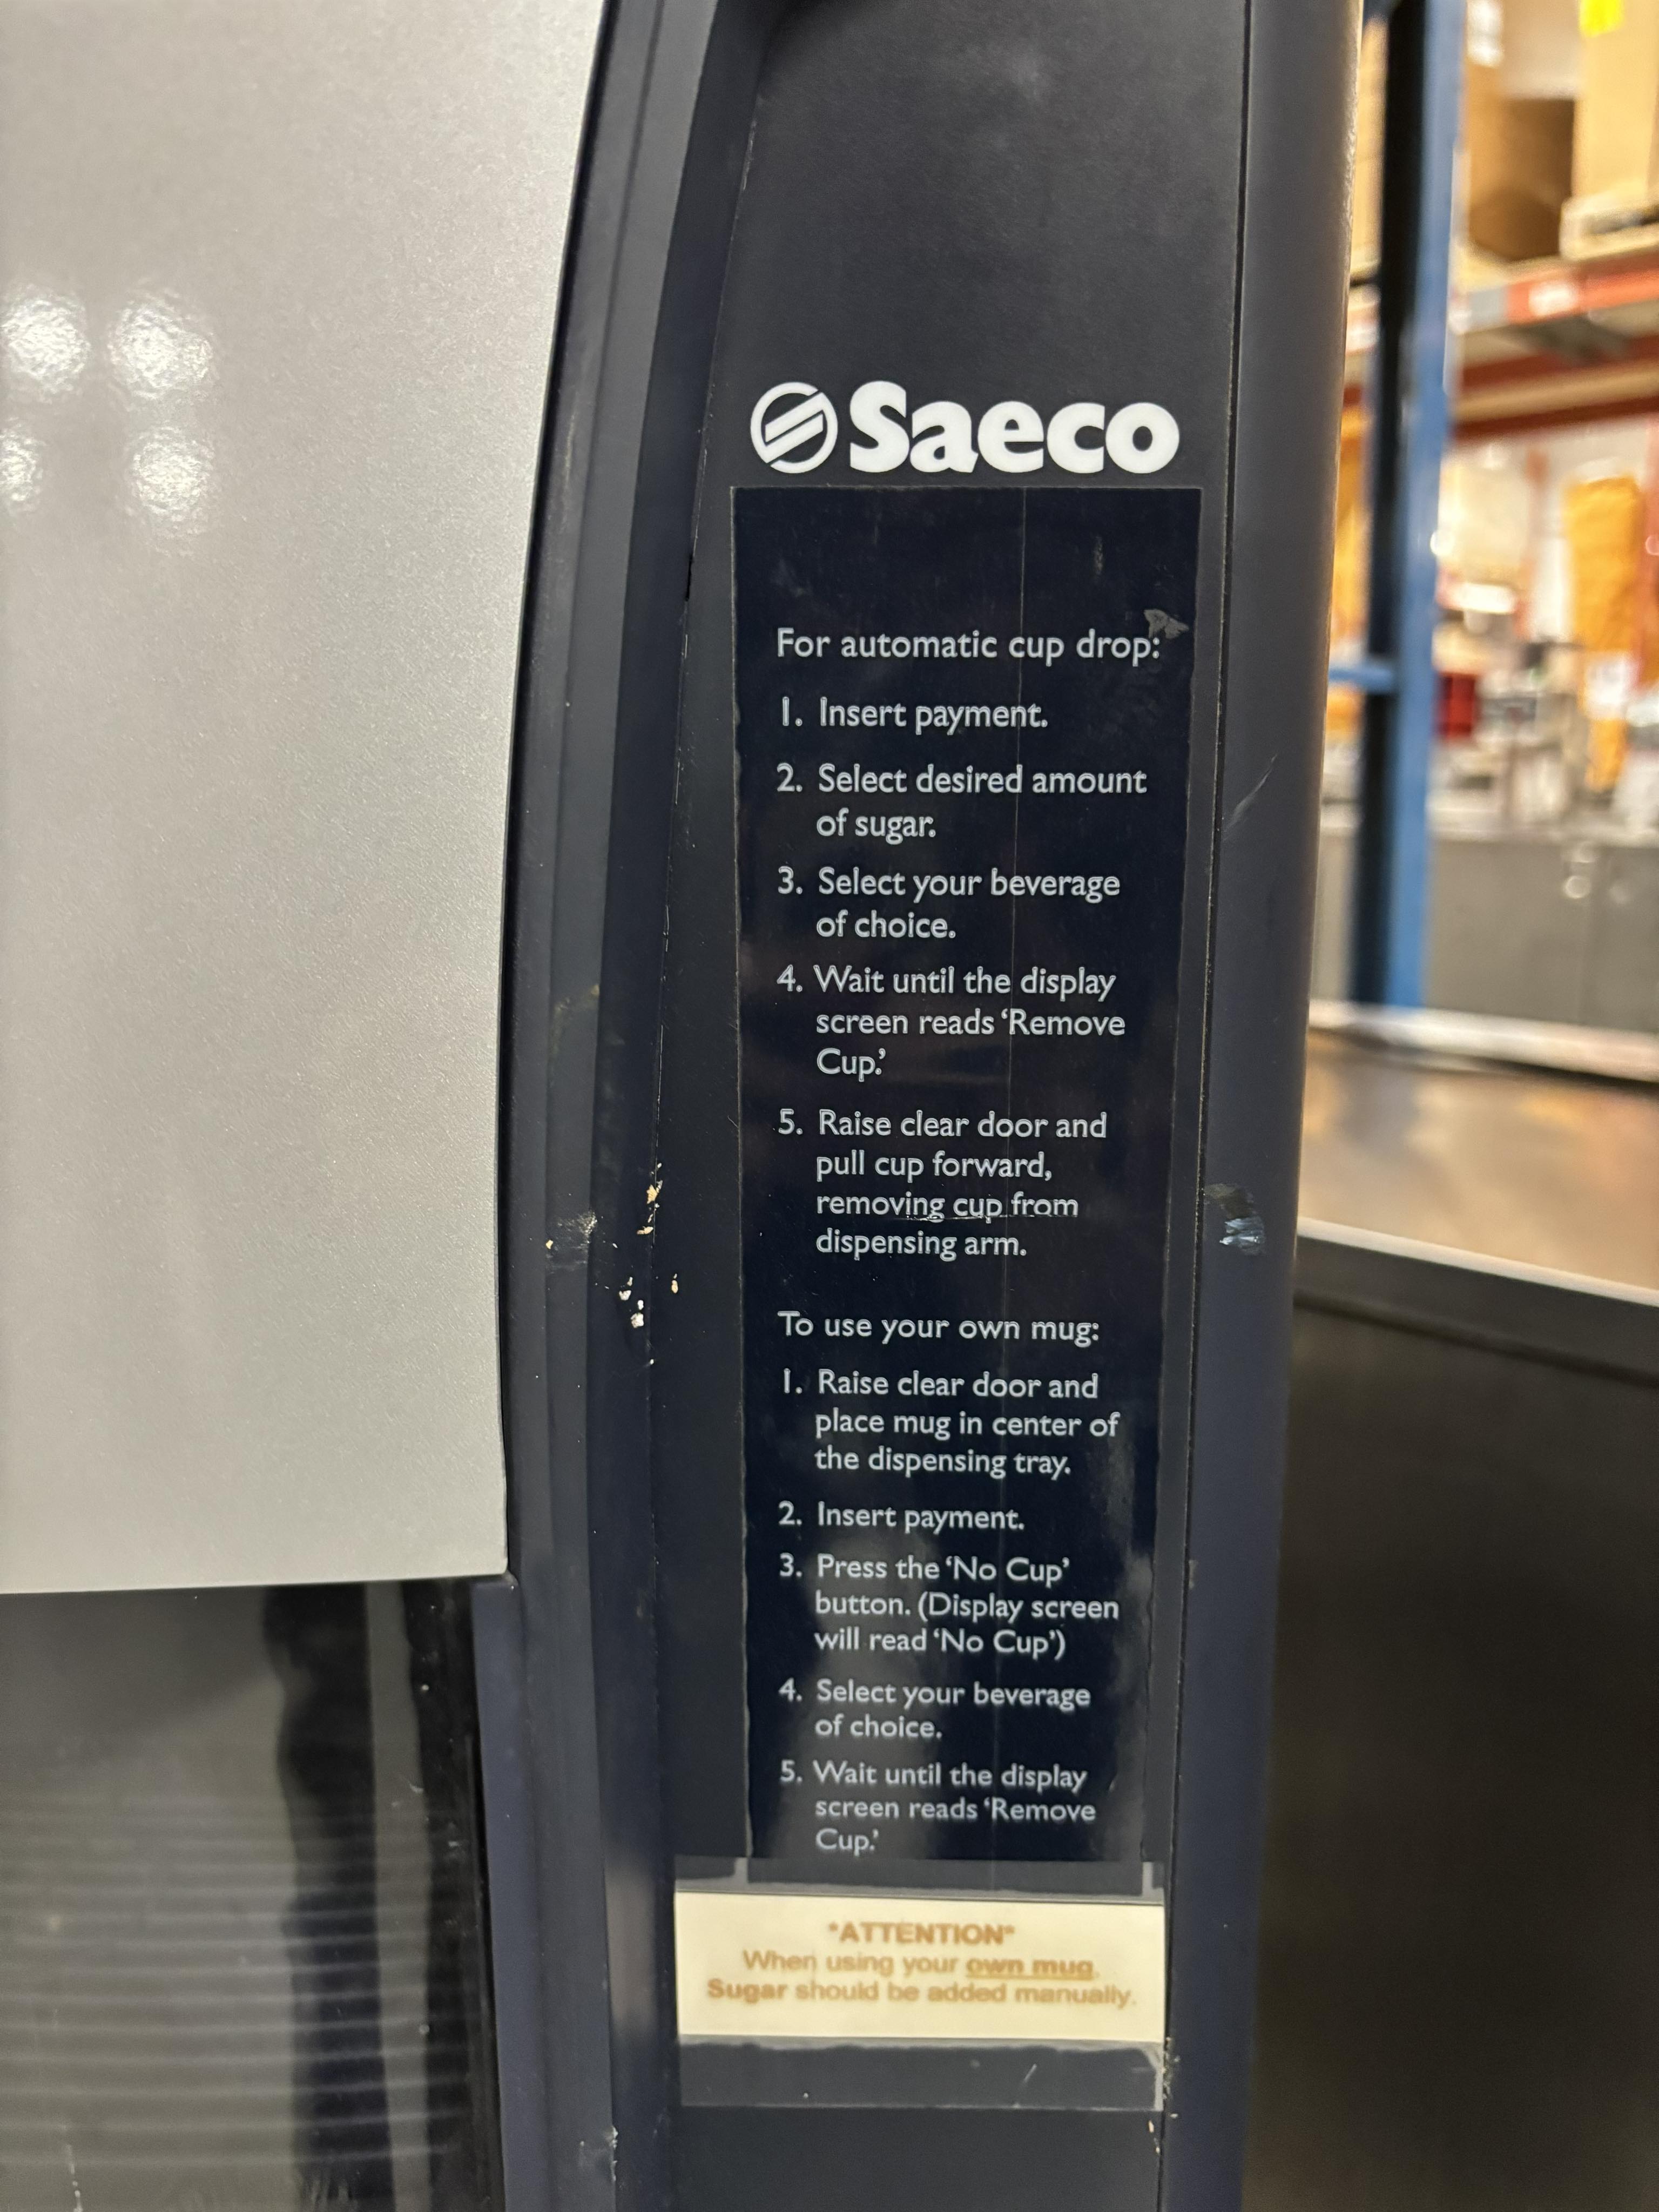 Saeco
For automatic cup drop:
1. Insert payment.
2. Select desired amount
of sugar.
3. Select your beverage
of choice.
4. Wait until the display
screen reads ‘Remove
Cup.’
5. Raise clear door and
pull cup forward,
removing cup from
dispensing arm.
To use your own mug:
1. Raise clear door and
place mug in center of
the dispensing tray.
2. Insert payment.
3. Press the ‘No Cup’
button. (Display screen
will read ‘No Cup’)
4. Select your beverage
of choice.
5. Wait until the display
screen reads ‘Remove
Cup.’
*ATTENTION*
When using your own mug,
Sugar should be added manually.